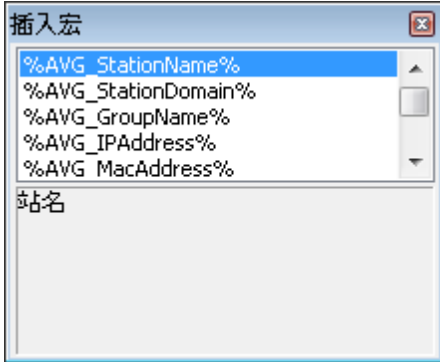 插入宏
%AVG_StationName%
%AVG_StationDomain%
%AVG_GroupName%
%AVG_IPAddress%
%AVG_MacAddress%
站名